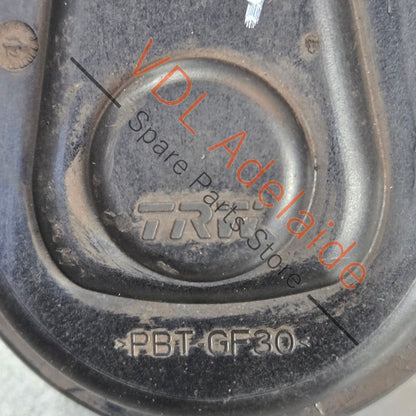 VDL Adelaide
Spare Parts Store
TRW
>PBT-GF30<